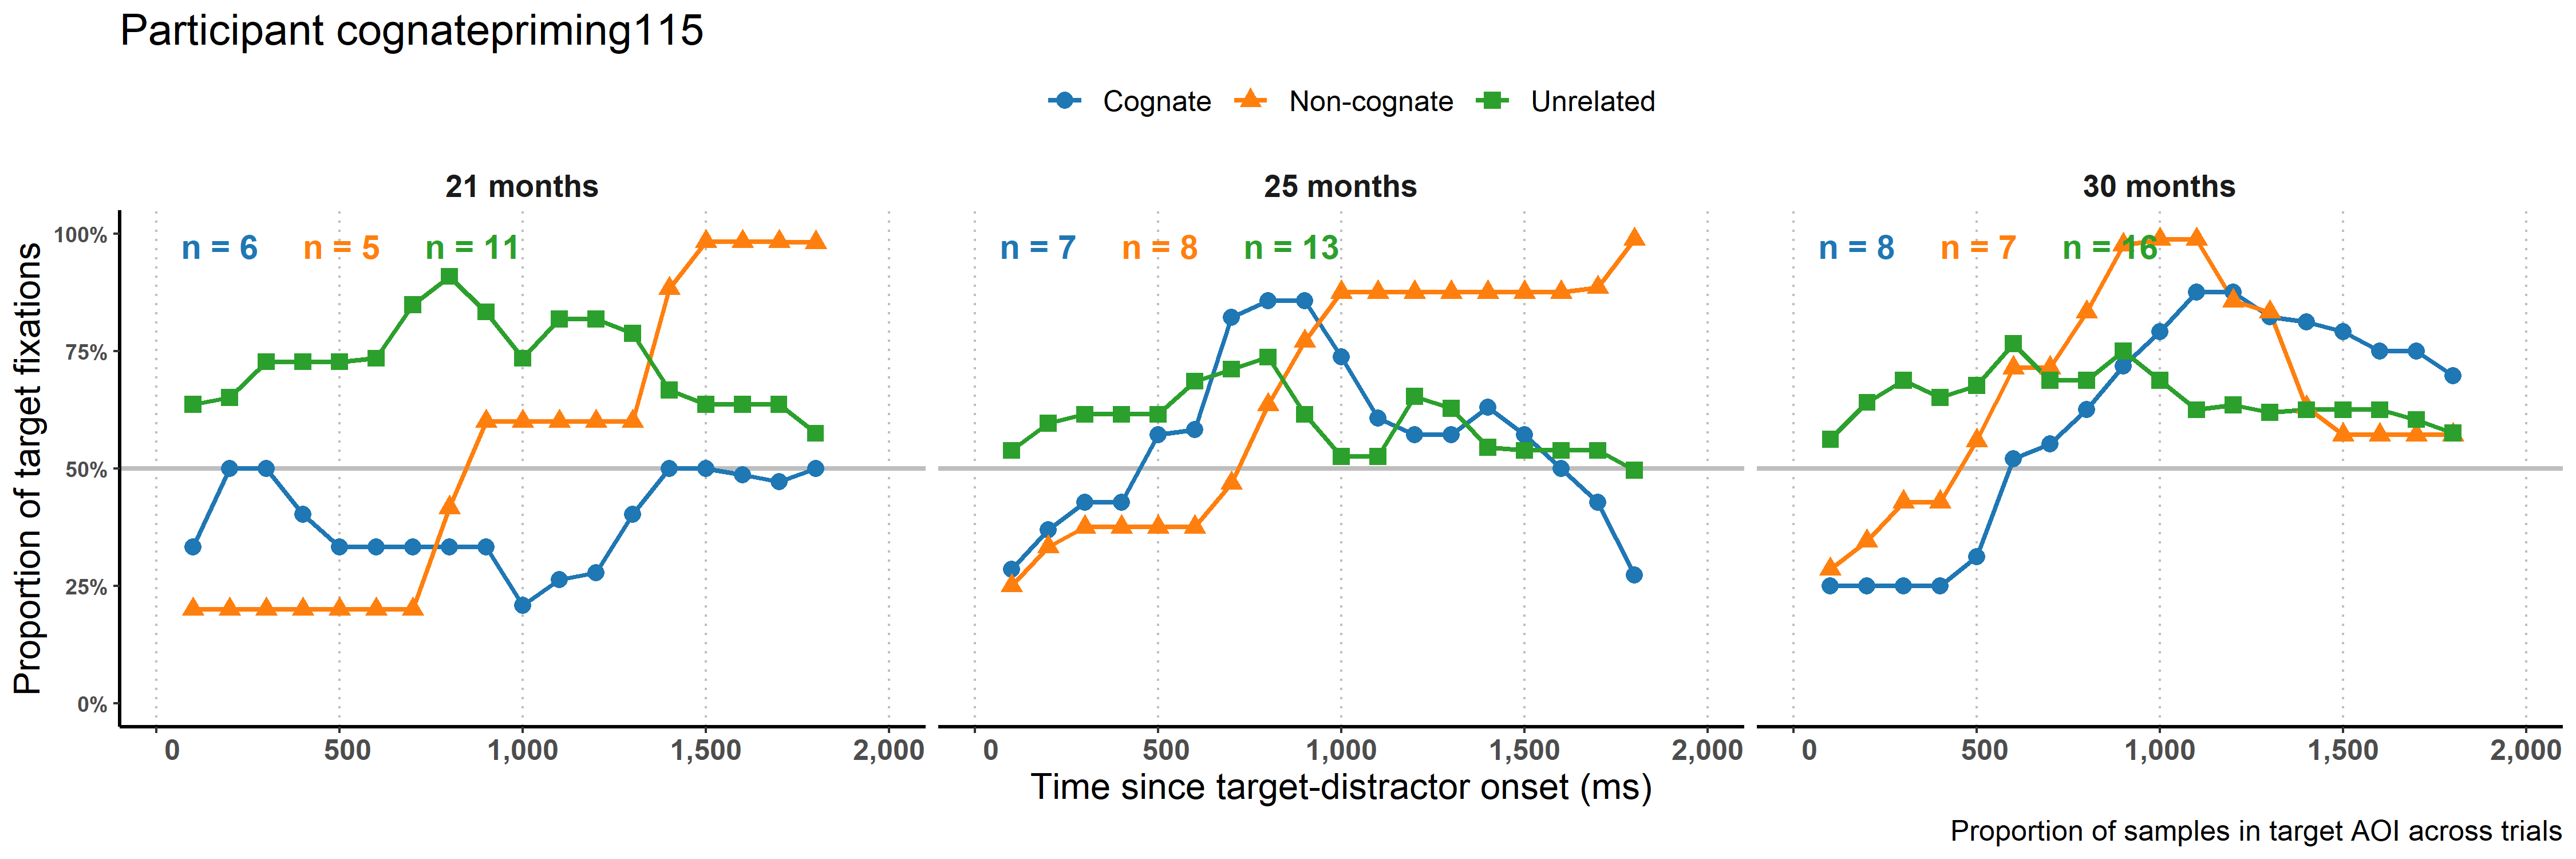 Participant cognatepriming115
Cognate Non-cognate Unrelated
21 months 25 months 30 months
n = 6 n = 5 n = 11 n = 7 n = 8 n = 13 n = 8 n = 7 n = 16
100%
75%
50%
25%
0%
Proportion of target fixations
0 500 1,000 1,500 2,000 0 500 1,000 1,500 2,000 0 500 1,000 1,500 2,000
Time since target-distractor onset (ms)
Proportion of samples in target AOI across trials